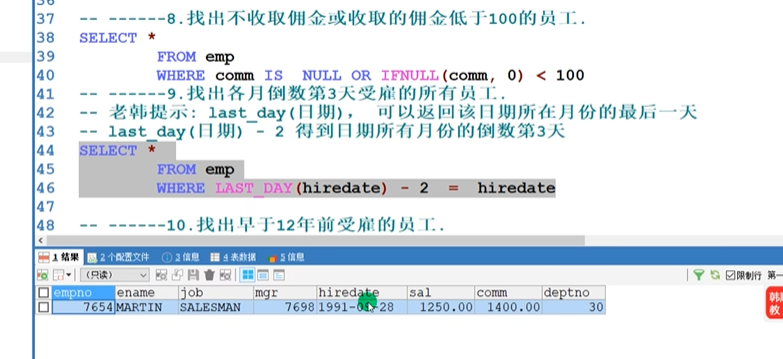 37 -- ------8.找出不收取佣金或收取的佣金低于100的员工.
38 SELECT *
39 FROM emp
40 WHERE comm IS NULL OR IFNULL(comm, 0) < 100
41 -- ------9.找出各月倒数第3天受雇的所有员工.
42 -- 老韩提示: last_day(日期), 可以返回该日期所在月份的最后一天
43 -- last_day(日期) - 2 得到日期所有月份的倒数第3天
44 SELECT *
45 FROM emp
46 WHERE LAST_DAY(hiredate) - 2 = hiredate
47
48 -- ------10.找出早于12年前受雇的员工.
1 结果 2 个配置文件 3 信息 4 表数据 5 信息
(只读) 限制行 第一
empno ename job mgr hiredate sal comm deptno
7654 MARTIN SALESMAN 7698 1991-0 -28 1250.00 1400.00 30
教